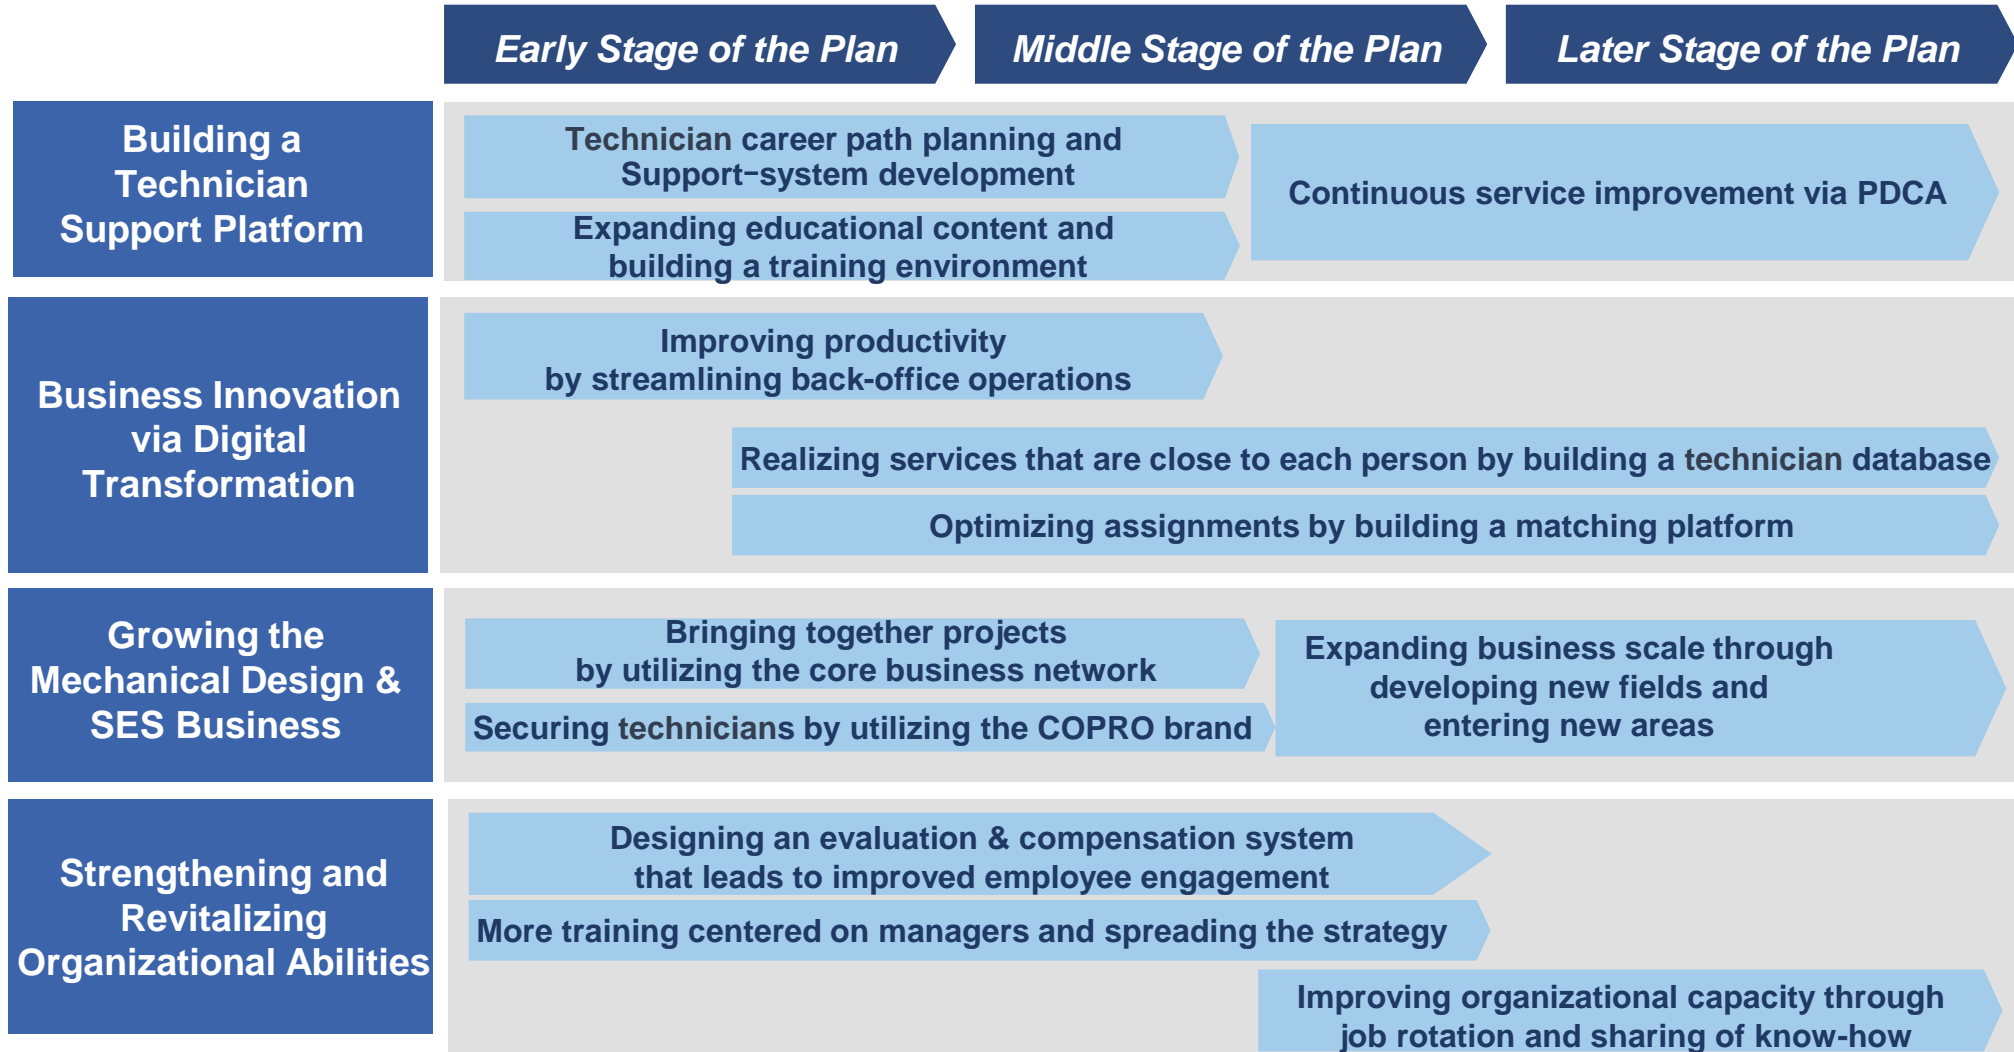 Early Stage of the Plan
Middle Stage of the Plan
Later Stage of the Plan
Building a
Technician
Support Platform
Technician career path planning and
Support-system development
Expanding educational content and
building a training environment
Continuous service improvement via PDCA
Business Innovation
via Digital
Transformation
Improving productivity
by streamlining back-office operations
Realizing services that are close to each person by building a technician database
Optimizing assignments by building a matching platform
Growing the
Mechanical Design &
SES Business
Bringing together projects
by utilizing the core business network
Securing technicians by utilizing the COPRO brand
Expanding business scale through
developing new fields and
entering new areas
Strengthening and
Revitalizing
Organizational Abilities
Designing an evaluation & compensation system
that leads to improved employee engagement
More training centered on managers and spreading the strategy
Improving organizational capacity through
job rotation and sharing of know-how